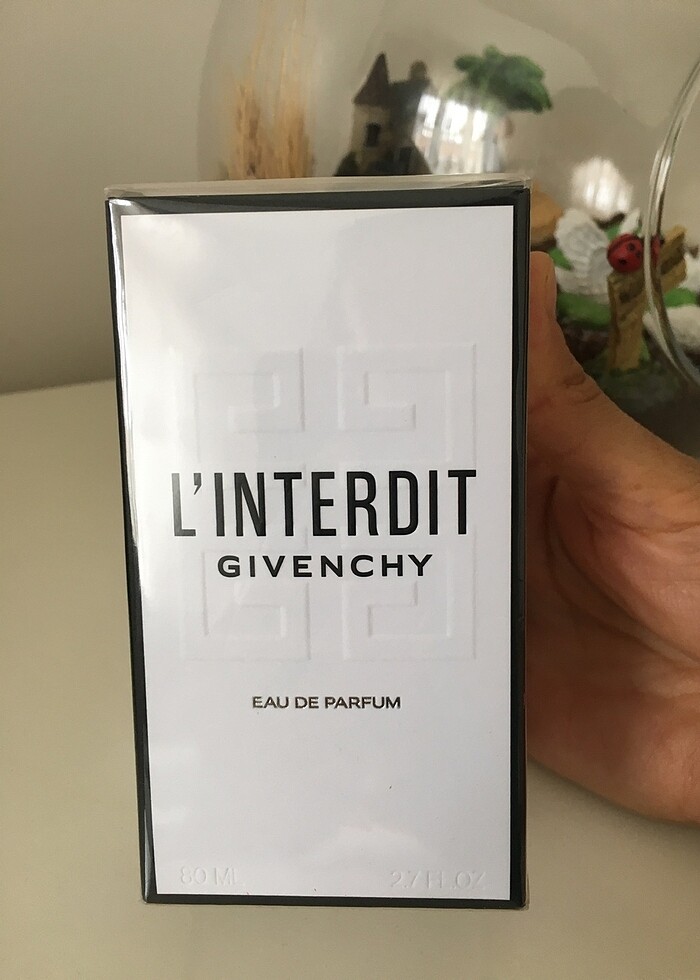 L'INTERDIT
GIVENCHY
EAU DE PARFUM
80 ML 2.7 FL.OZ